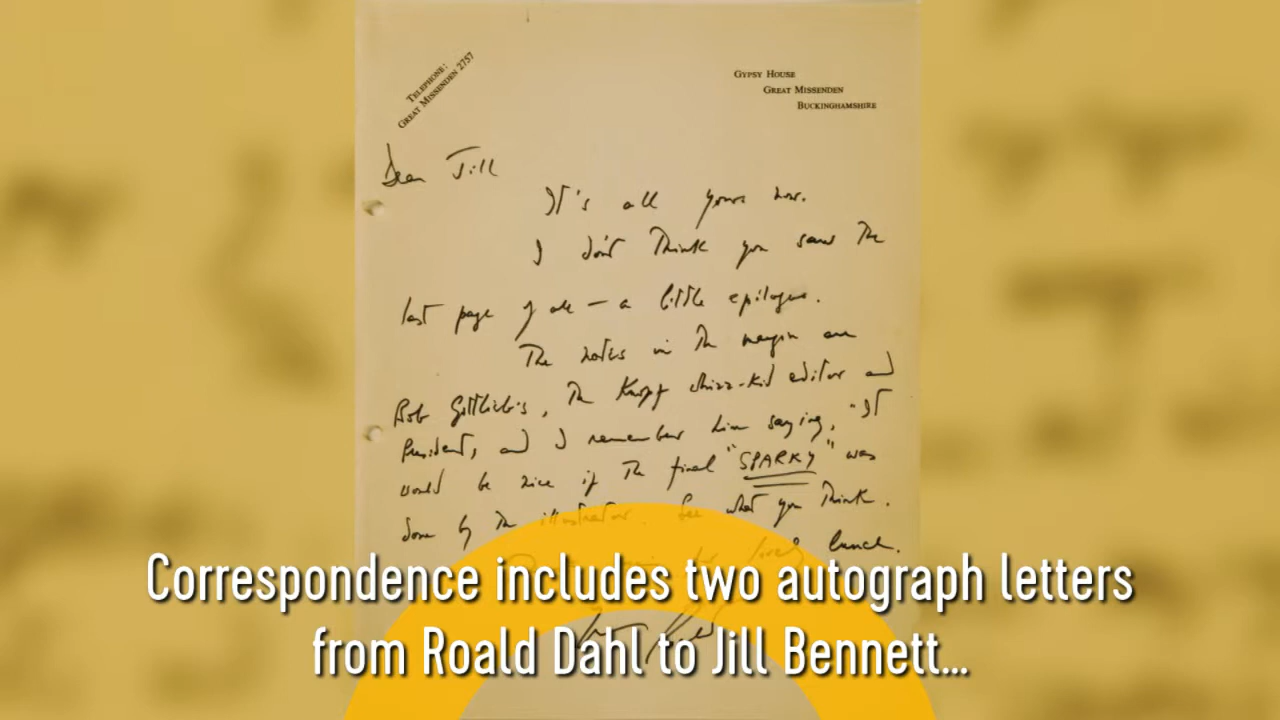 TELEPHONE:
GREAT MISSENDEN 2757
GYPSY HOUSE
GREAT MISSENDEN
BUCKINGHAMSHIRE
Dear Jill
It's all yours now.
I don't think you saw the
last page of all — a little epilogue.
The notes in the margin are
Bob Gottlieb's, the Knopf whizz-kid editor and
President, and I remember him saying, "It
would be nice if the final "SPARKY" was
done by the illustrator. See what you think.
lovely lunch.
Correspondence includes two autograph letters
from Roald Dahl to Jill Bennett...